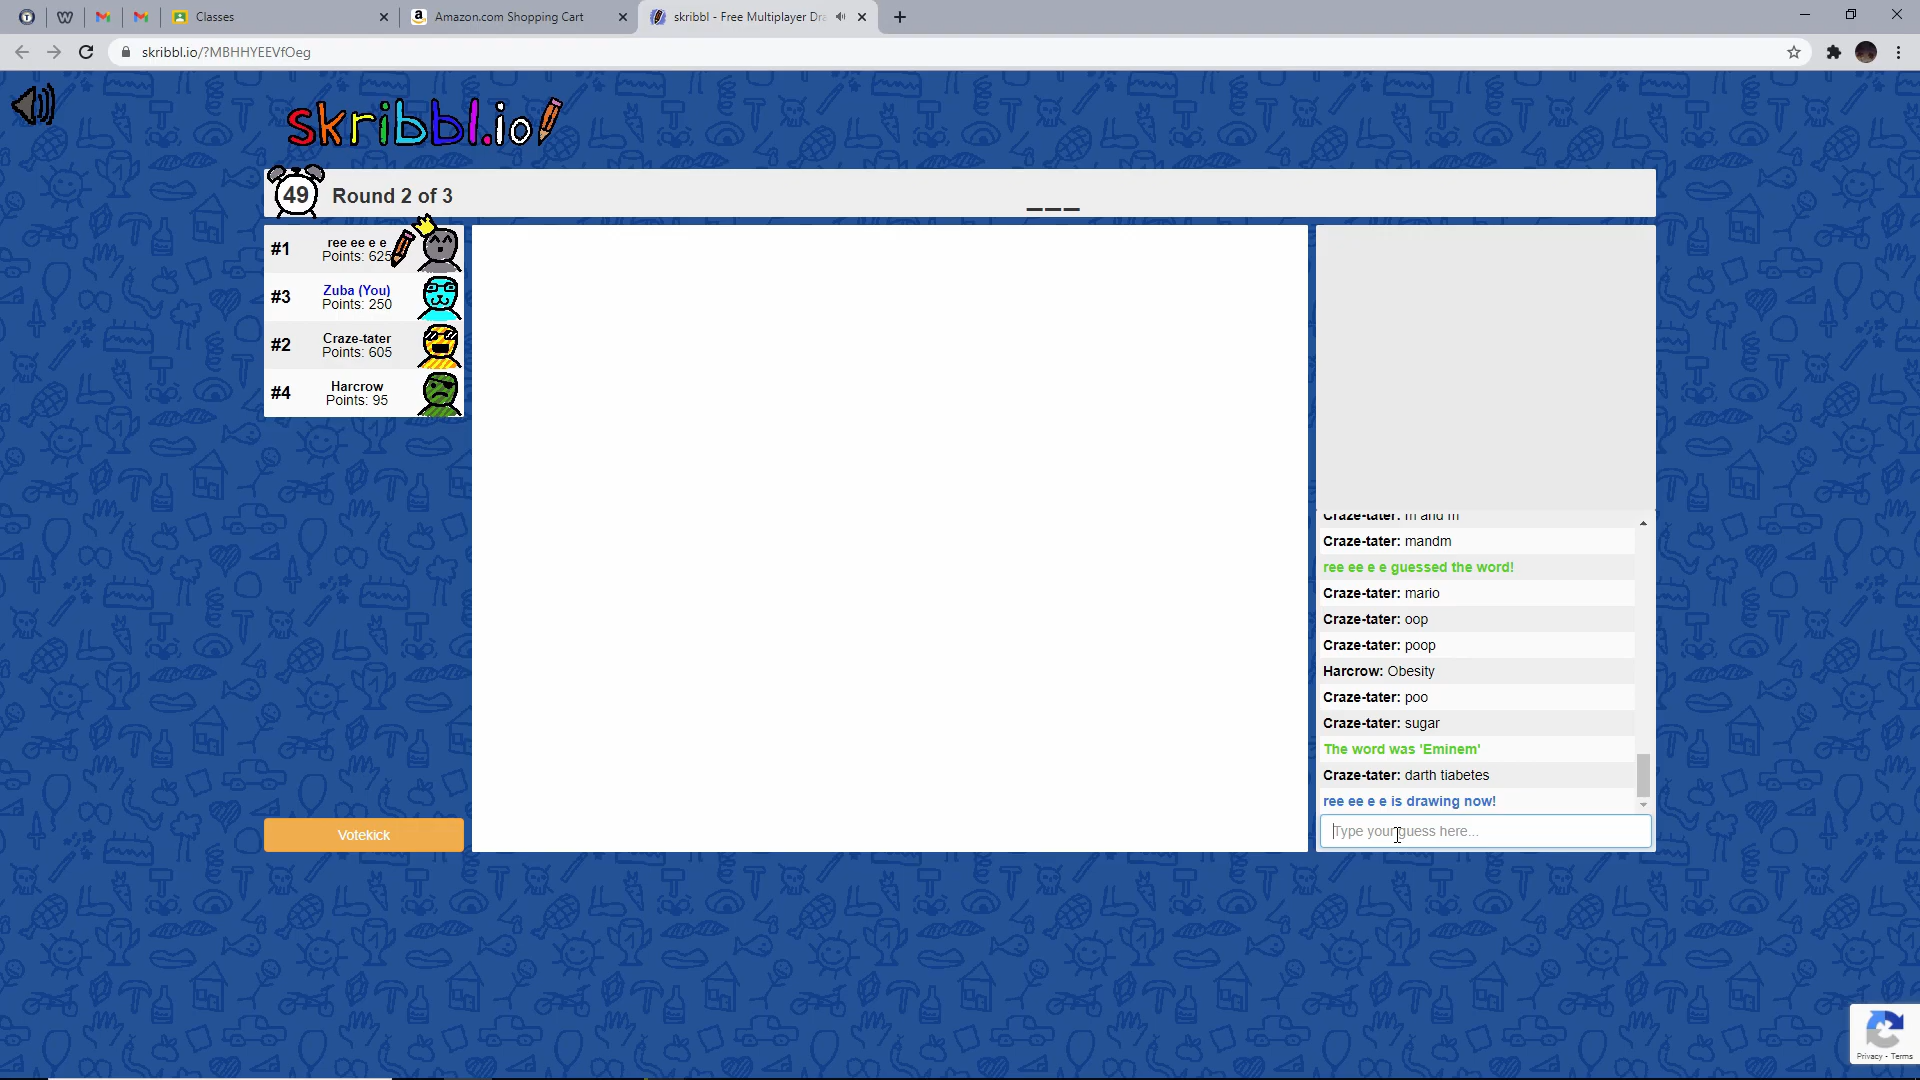 Classes
Amazon.com Shopping Cart
skribbl - Free Multiplayer Dra
skribbl.io/?MBHHYEEVfOeg
skribbl.io
49
Round 2 of 3
_ _ _
#1
ree ee e e
Points: 625
#3
Zuba (You)
Points: 250
#2
Craze-tater
Points: 605
#4
Harcrow
Points: 95
Votekick
Craze-tater: m and m
Craze-tater: mandm
ree ee e e guessed the word!
Craze-tater: mario
Craze-tater: oop
Craze-tater: poop
Harcrow: Obesity
Craze-tater: poo
Craze-tater: sugar
The word was 'Eminem'
Craze-tater: darth tiabetes
ree ee e e is drawing now!
Type your guess here...
Privacy - Terms